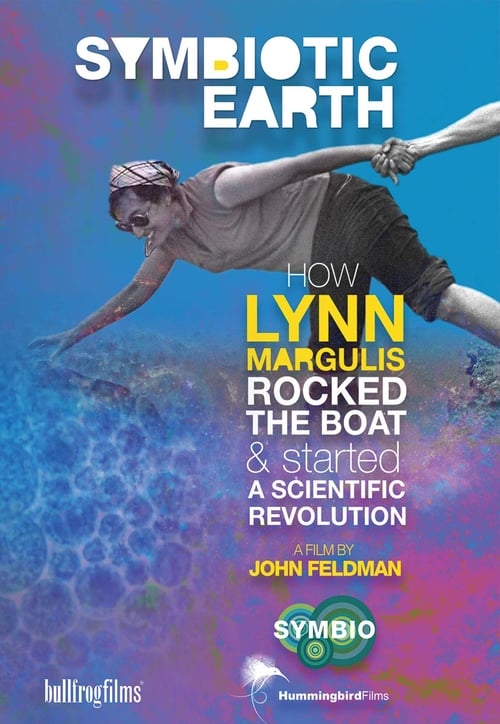 SYMBIOTIC
EARTH
HOW
LYNN
MARGULIS
ROCKED
THE BOAT
& started
A SCIENTIFIC
REVOLUTION
A FILM BY
JOHN FELDMAN
SYMBIO
bullfrogfilms®
HummingbirdFilms